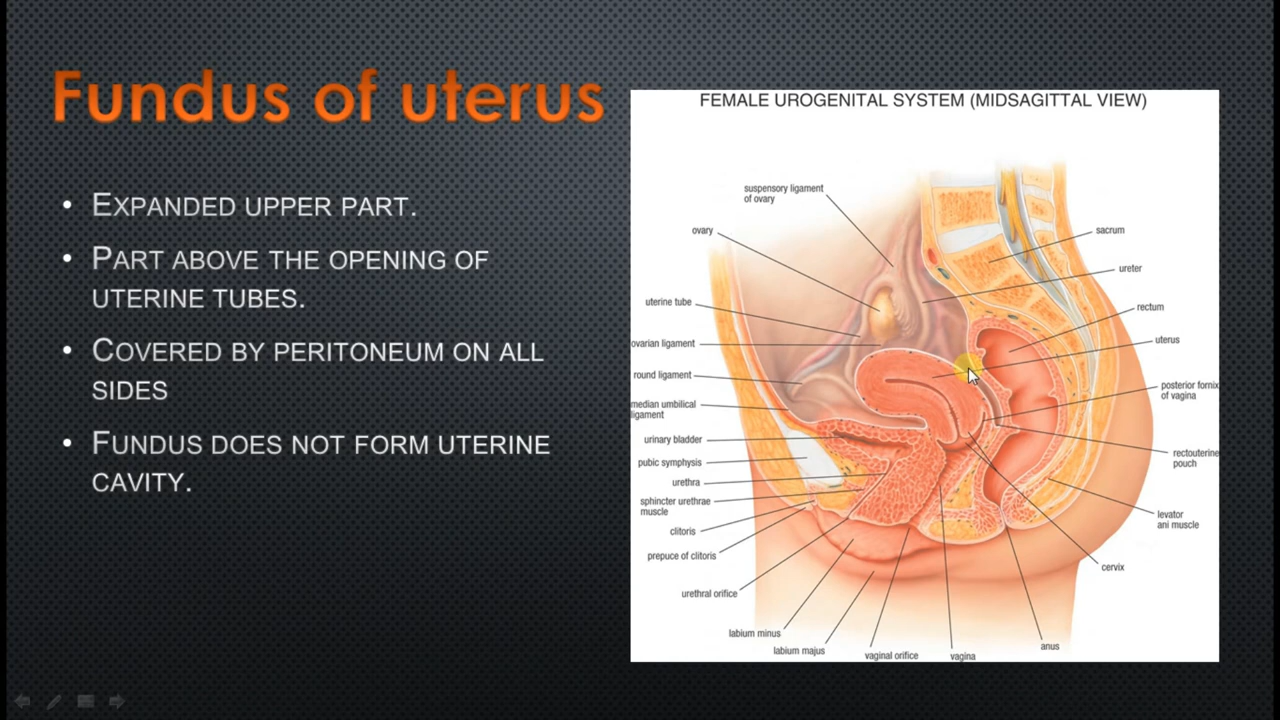 Fundus of uterus
• EXPANDED UPPER PART.
• PART ABOVE THE OPENING OF
UTERINE TUBES.
• COVERED BY PERITONEUM ON ALL
SIDES
• FUNDUS DOES NOT FORM UTERINE
CAVITY.
FEMALE UROGENITAL SYSTEM (MIDSAGITTAL VIEW)
suspensory ligament
of ovary
ovary
uterine tube
ovarian ligament
round ligament
median umbilical
ligament
urinary bladder
pubic symphysis
urethra
sphincter urethrae
muscle
clitoris
prepuce of clitoris
urethral orifice
labium minus
labium majus
vaginal orifice
vagina
anus
cervix
levator
ani muscle
rectouterine
pouch
posterior fornix
of vagina
uterus
rectum
ureter
sacrum